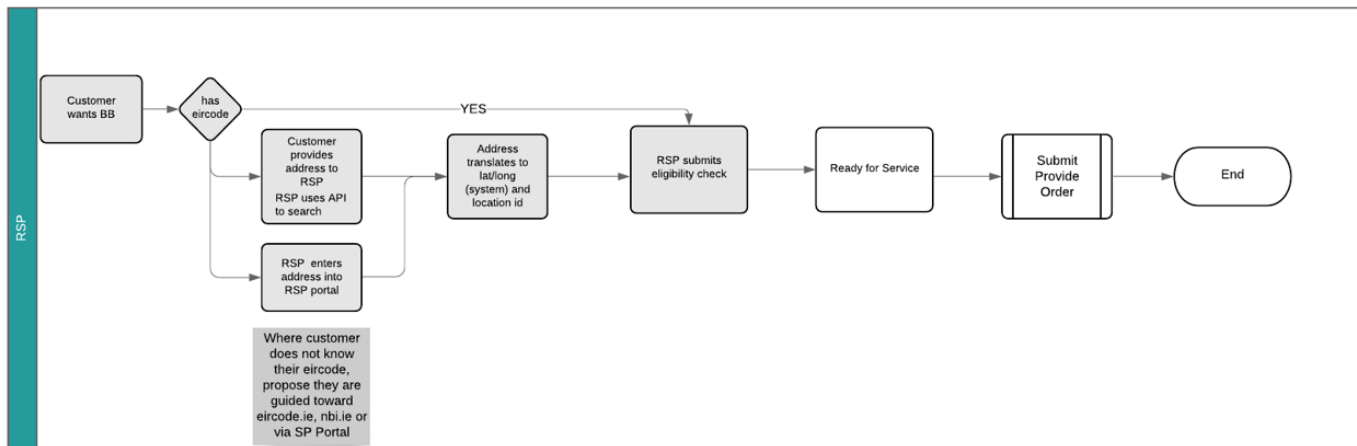 RSP
Customer
wants BB
has
eircode
YES
Customer
provides
address to
RSP
RSP uses API
to search
RSP enters
address into
RSP portal
Where customer
does not know
their eircode,
propose they are
guided toward
eircode.ie, nbi.ie or
via SP Portal
Address
translates to
lat/long
(system) and
location id
RSP submits
eligibility check
Ready for Service
Submit
Provide
Order
End